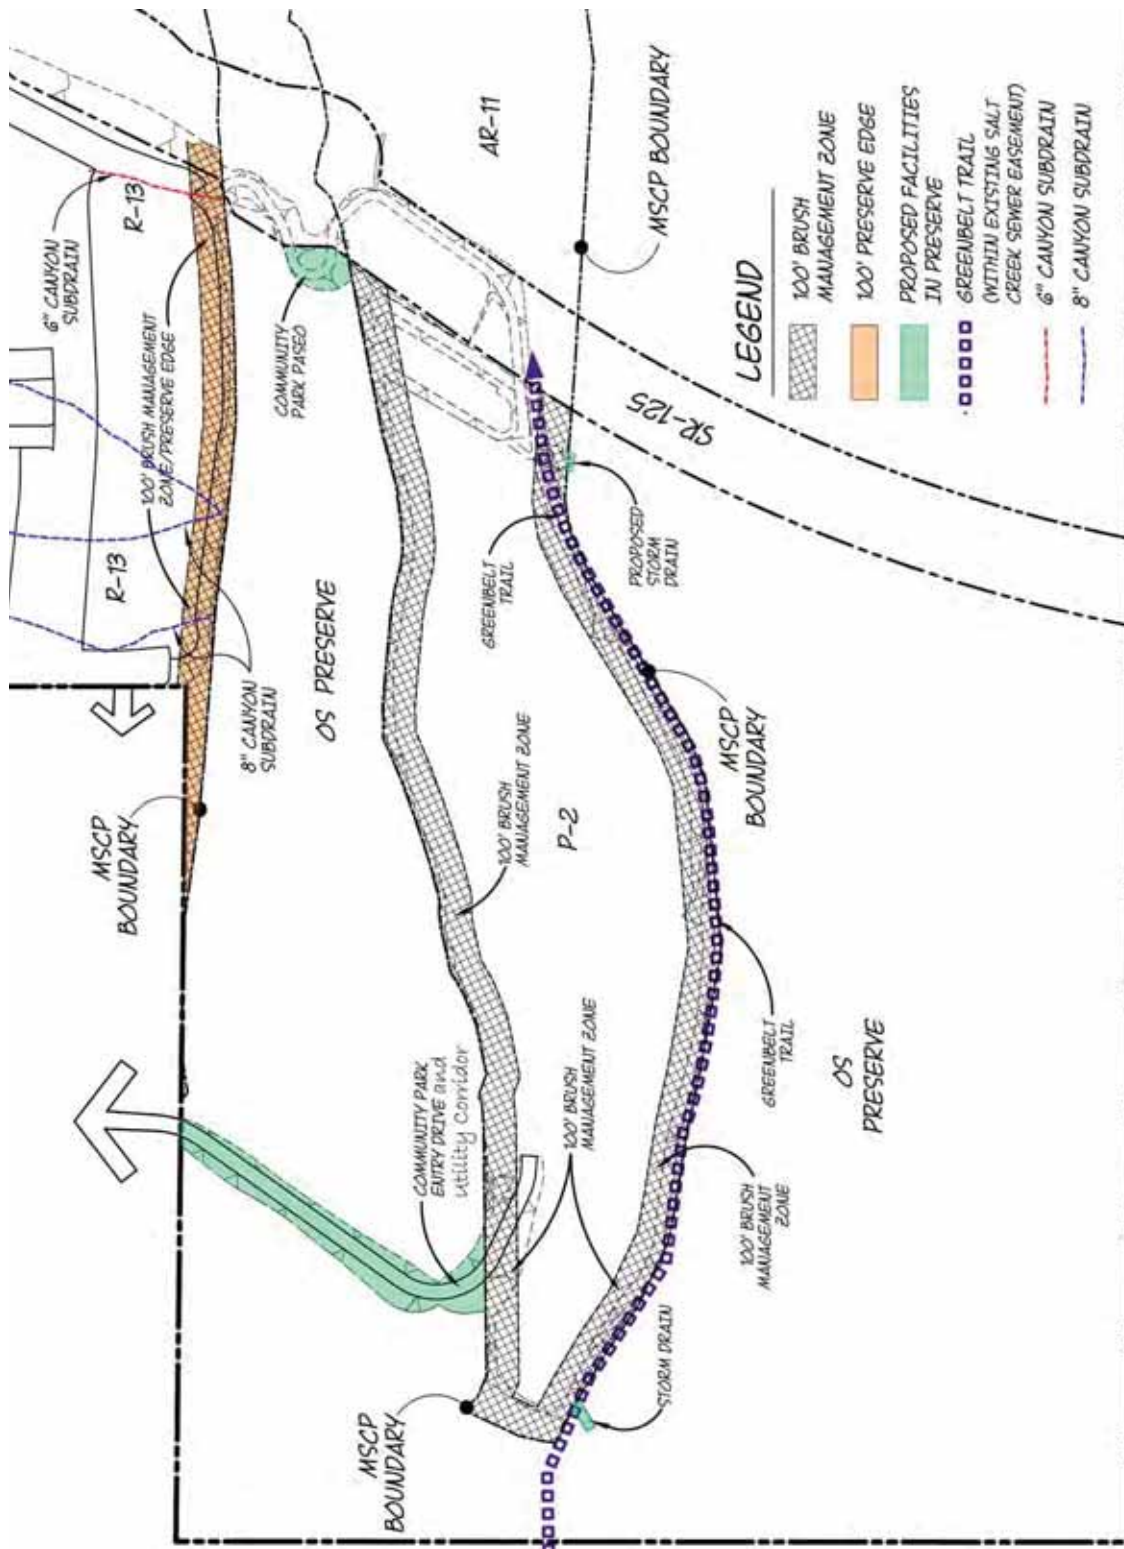 MSCP
BOUNDARY
COMMUNITY PARK
ENTRY DRIVE and
Utility Corridor
MSCP
BOUNDARY
8" CANYON
SUBDRAIN
R-13
100' BRUSH MANAGEMENT
ZONE/PRESERVE EDGE
6" CANYON
SUBDRAIN
R-13
OS PRESERVE
COMMUNITY
PARK PASEO
100' BRUSH
MANAGEMENT ZONE
GREENBELT
TRAIL
AR-11
STORM DRAIN
100' BRUSH
MANAGEMENT ZONE
P-2
PROPOSED
STORM
DRAIN
MSCP BOUNDARY
100' BRUSH
MANAGEMENT
ZONE
GREENBELT
TRAIL
MSCP
BOUNDARY
SR-125
OS
PRESERVE
LEGEND
100' BRUSH
MANAGEMENT ZONE
100' PRESERVE EDGE
PROPOSED FACILITIES
IN PRESERVE
GREENBELT TRAIL
(WITHIN EXISTING SALT
CREEK SEWER EASEMENT)
6" CANYON SUBDRAIN
8" CANYON SUBDRAIN